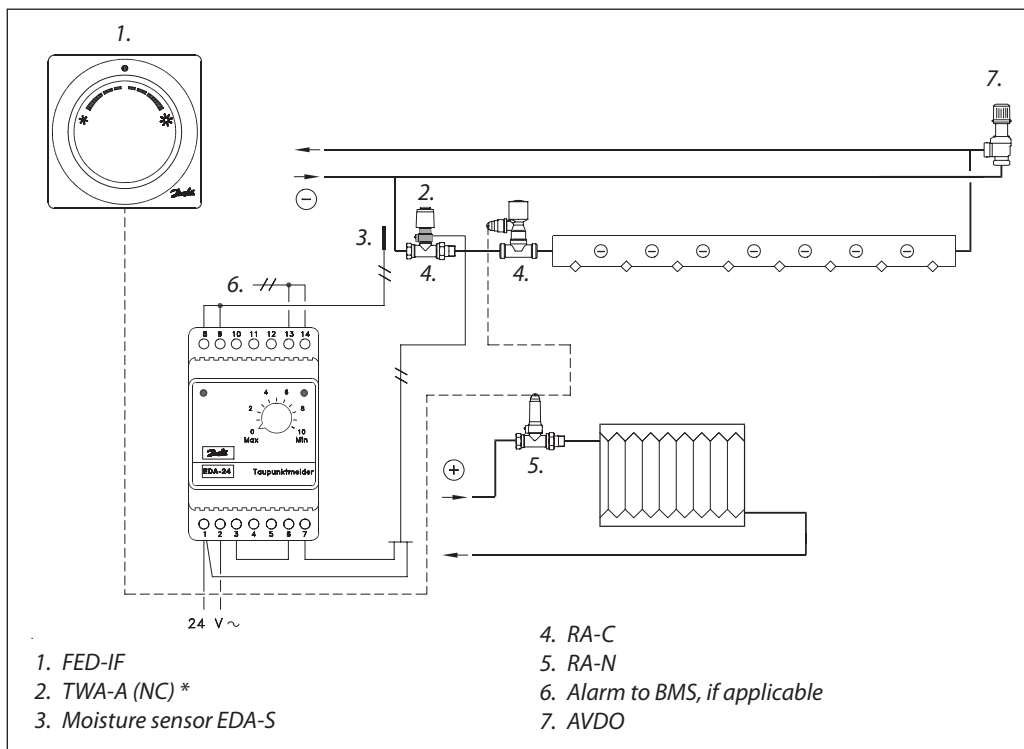 1.
7.
Danfoss
2.
3.
4.
4.
6.
8 9 10 11 12 13 14
4 6
2 8
0 10
Max Min
Danfoss
EDA-24 Taupunktmelder
5.
1 2 3 4 5 6 7
24 V ~
1. FED-IF
2. TWA-A (NC) *
3. Moisture sensor EDA-S
4. RA-C
5. RA-N
6. Alarm to BMS, if applicable
7. AVDO